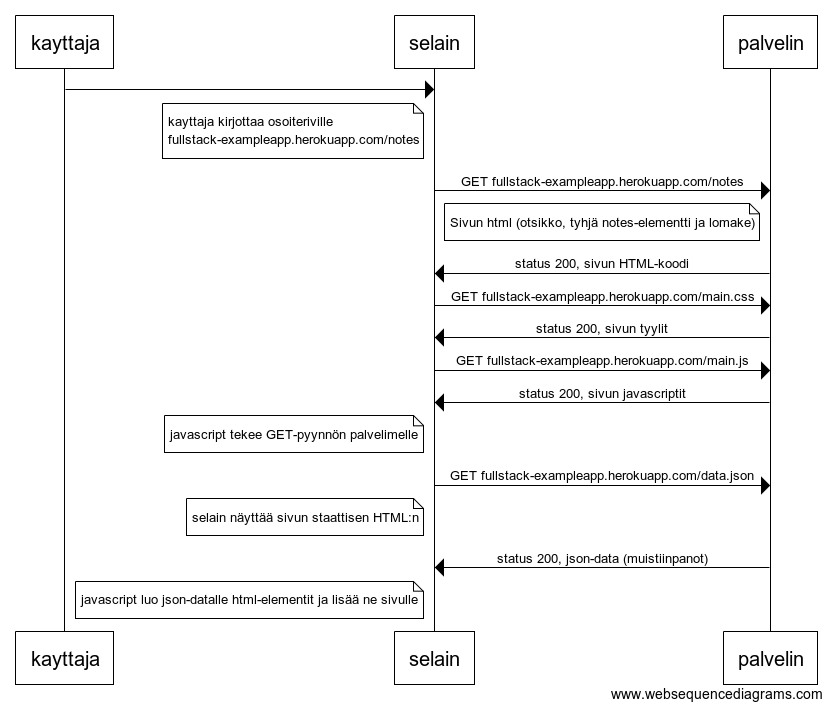 kayttaja
selain
palvelin
kayttaja kirjottaa osoiteriville
fullstack-exampleapp.herokuapp.com/notes
GET fullstack-exampleapp.herokuapp.com/notes
Sivun html (otsikko, tyhjä notes-elementti ja lomake)
status 200, sivun HTML-koodi
GET fullstack-exampleapp.herokuapp.com/main.css
status 200, sivun tyylit
GET fullstack-exampleapp.herokuapp.com/main.js
status 200, sivun javascriptit
javascript tekee GET-pyynnön palvelimelle
GET fullstack-exampleapp.herokuapp.com/data.json
selain näyttää sivun staattisen HTML:n
status 200, json-data (muistiinpanot)
javascript luo json-datalle html-elementit ja lisää ne sivulle
kayttaja
selain
palvelin
www.websequencediagrams.com